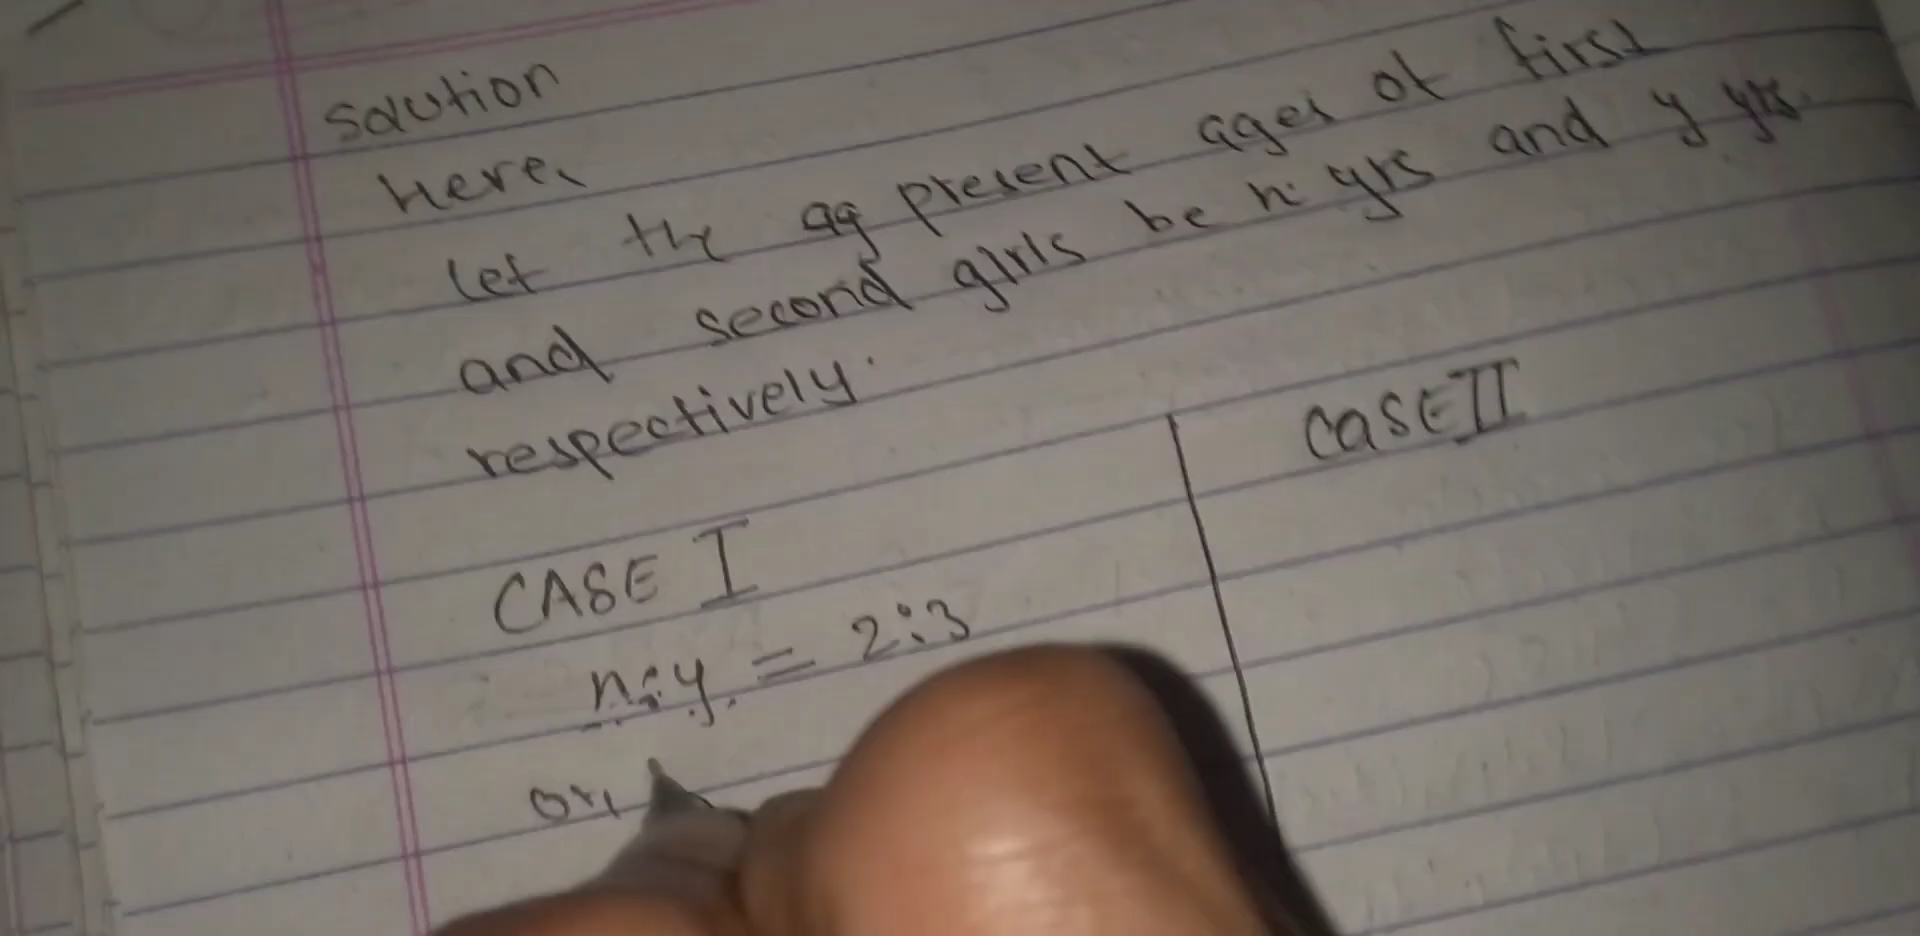 Solution
here,
Let the ag present ages of first
and second girls be x yrs and y yrs.
respectively.
CASE I
x:y = 2:3
or,
CASE II